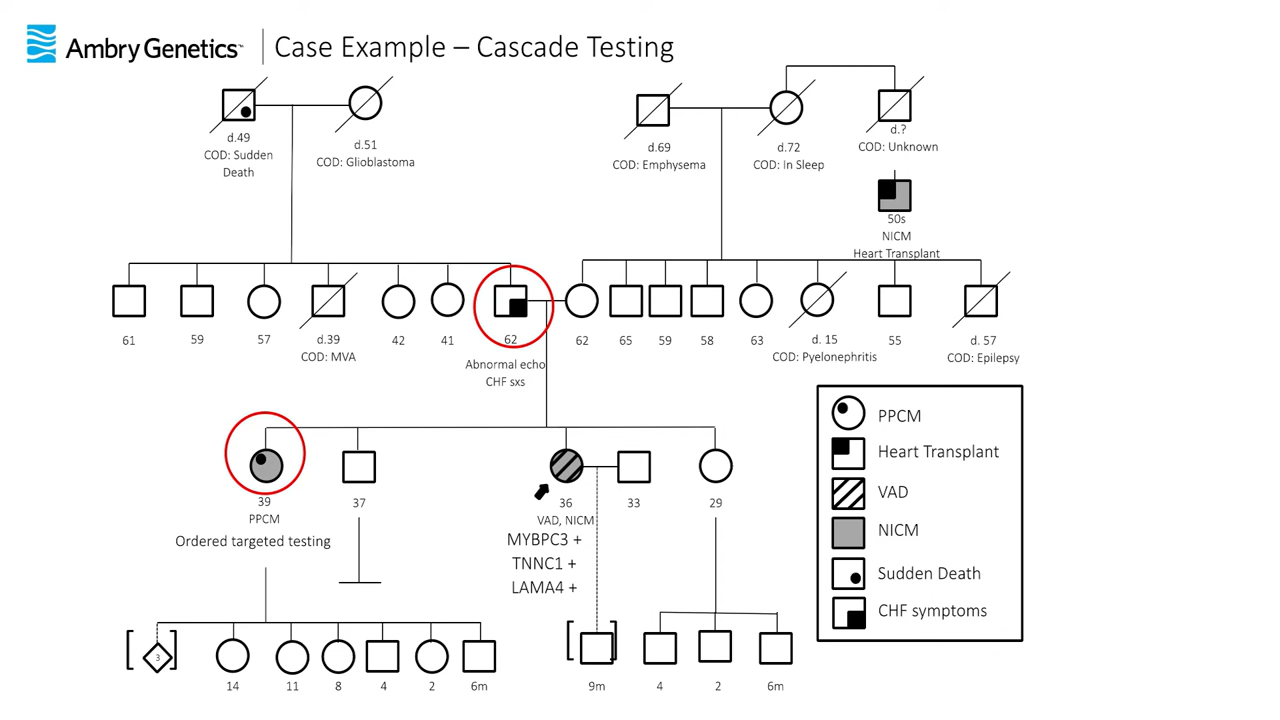 Ambry Genetics™ Case Example – Cascade Testing
d.49
COD: Sudden
Death
d.51
COD: Glioblastoma
d.69
COD: Emphysema
d.72
COD: In Sleep
d.?
COD: Unknown
50s
NICM
Heart Transplant
61
59
57
d.39
COD: MVA
42
41
62
Abnormal echo
CHF sxs
62
65
59
58
63
d. 15
COD: Pyelonephritis
55
d. 57
COD: Epilepsy
39
PPCM
Ordered targeted testing
37
36
VAD, NICM
MYBPC3 +
TNNC1 +
LAMA4 +
33
29
PPCM
Heart Transplant
VAD
NICM
Sudden Death
CHF symptoms
3
14
11
8
4
2
6m
9m
4
2
6m